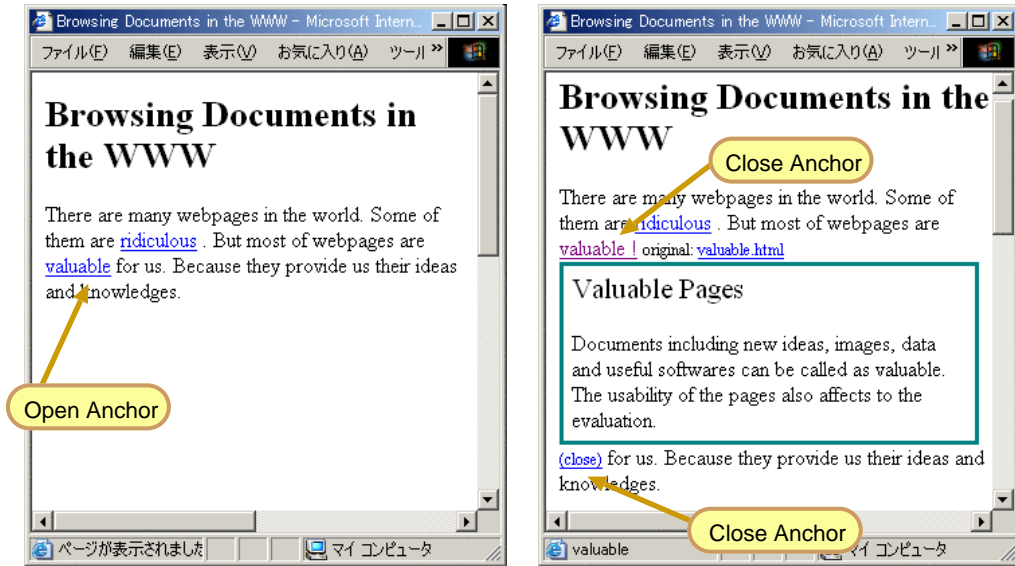 Browsing Documents in the WWW - Microsoft Intern...
ファイル(F) 編集(E) 表示(V) お気に入り(A) ツール »
Browsing Documents in
the WWW
There are many webpages in the world. Some of
them are ridiculous . But most of webpages are
valuable for us. Because they provide us their ideas
and knowledges.
Open Anchor
ページが表示されました
マイ コンピュータ
Browsing Documents in the WWW - Microsoft Intern...
ファイル(F) 編集(E) 表示(V) お気に入り(A) ツール »
Browsing Documents in the
WWW
Close Anchor
There are many webpages in the world. Some of
them are ridiculous . But most of webpages are
valuable ! original: valuable.html
Valuable Pages
Documents including new ideas, images, data
and useful softwares can be called as valuable.
The usability of the pages also affects to the
evaluation.
(close) for us. Because they provide us their ideas and
knowledges.
Close Anchor
valuable
マイ コンピュータ